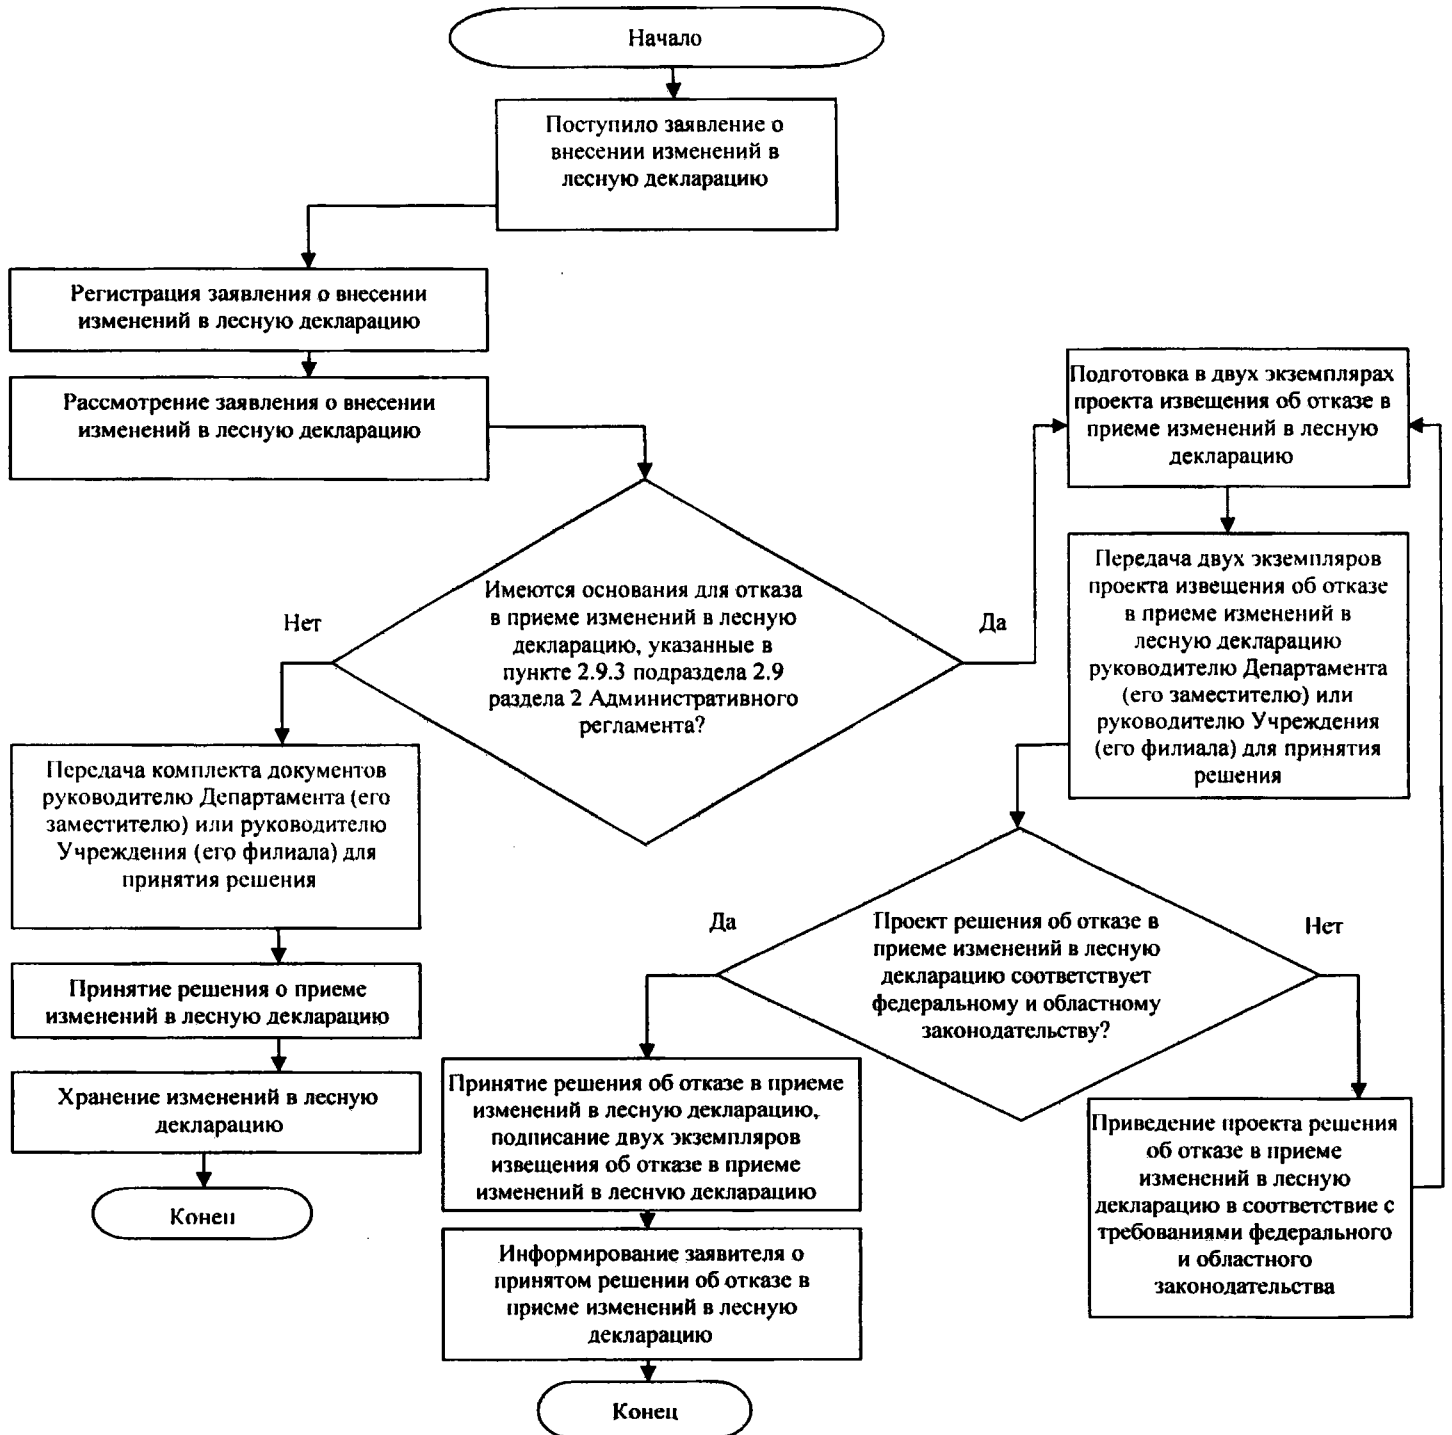 Начало
Поступило заявление о
внесении изменений в
лесную декларацию
Регистрация заявления о внесении
изменений в лесную декларацию
Рассмотрение заявления о внесении
изменений в лесную декларацию
Имеются основания для отказа
в приеме изменений в лесную
декларацию, указанные в
пункте 2.9.3 подраздела 2.9
раздела 2 Административного
регламента?
Нет
Да
Передача комплекта документов
руководителю Департамента (его
заместителю) или руководителю
Учреждения (его филиала) для
принятия решения
Принятие решения о приеме
изменений в лесную декларацию
Хранение изменений в лесную
декларацию
Конец
Подготовка в двух экземплярах
проекта извещения об отказе в
приеме изменений в лесную
декларацию
Передача двух экземпляров
проекта извещения об отказе
в приеме изменений в
лесную декларацию
руководителю Департамента
(его заместителю) или
руководителю Учреждения
(его филиала) для принятия
решения
Проект решения об отказе в
приеме изменений в лесную
декларацию соответствует
федеральному и областному
законодательству?
Да
Нет
Принятие решения об отказе в приеме
изменений в лесную декларацию,
подписание двух экземпляров
извещения об отказе в приеме
изменений в лесную декларацию
Информирование заявителя о
принятом решении об отказе в
приеме изменений в лесную
декларацию
Конец
Приведение проекта решения
об отказе в приеме
изменений в лесную
декларацию в соответствие с
требованиями федерального
и областного
законодательства